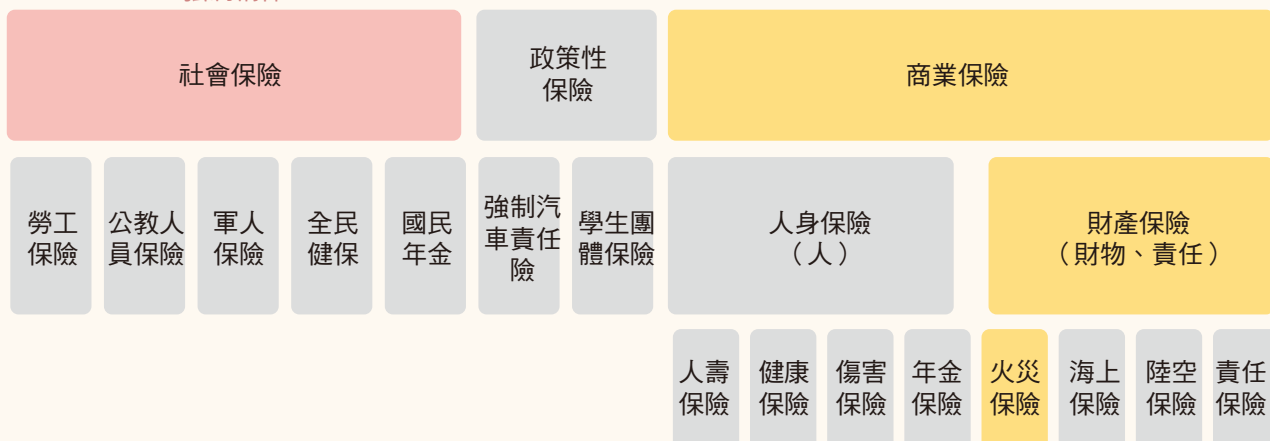 社會保險
政策性
保險
商業保險
勞工
保險
公教人
員保險
軍人
保險
全民
健保
國民
年金
強制汽
車責任
險
學生團
體保險
人身保險
（人）
財產保險
（財物、責任）
人壽
保險
健康
保險
傷害
保險
年金
保險
火災
保險
海上
保險
陸空
保險
責任
保險